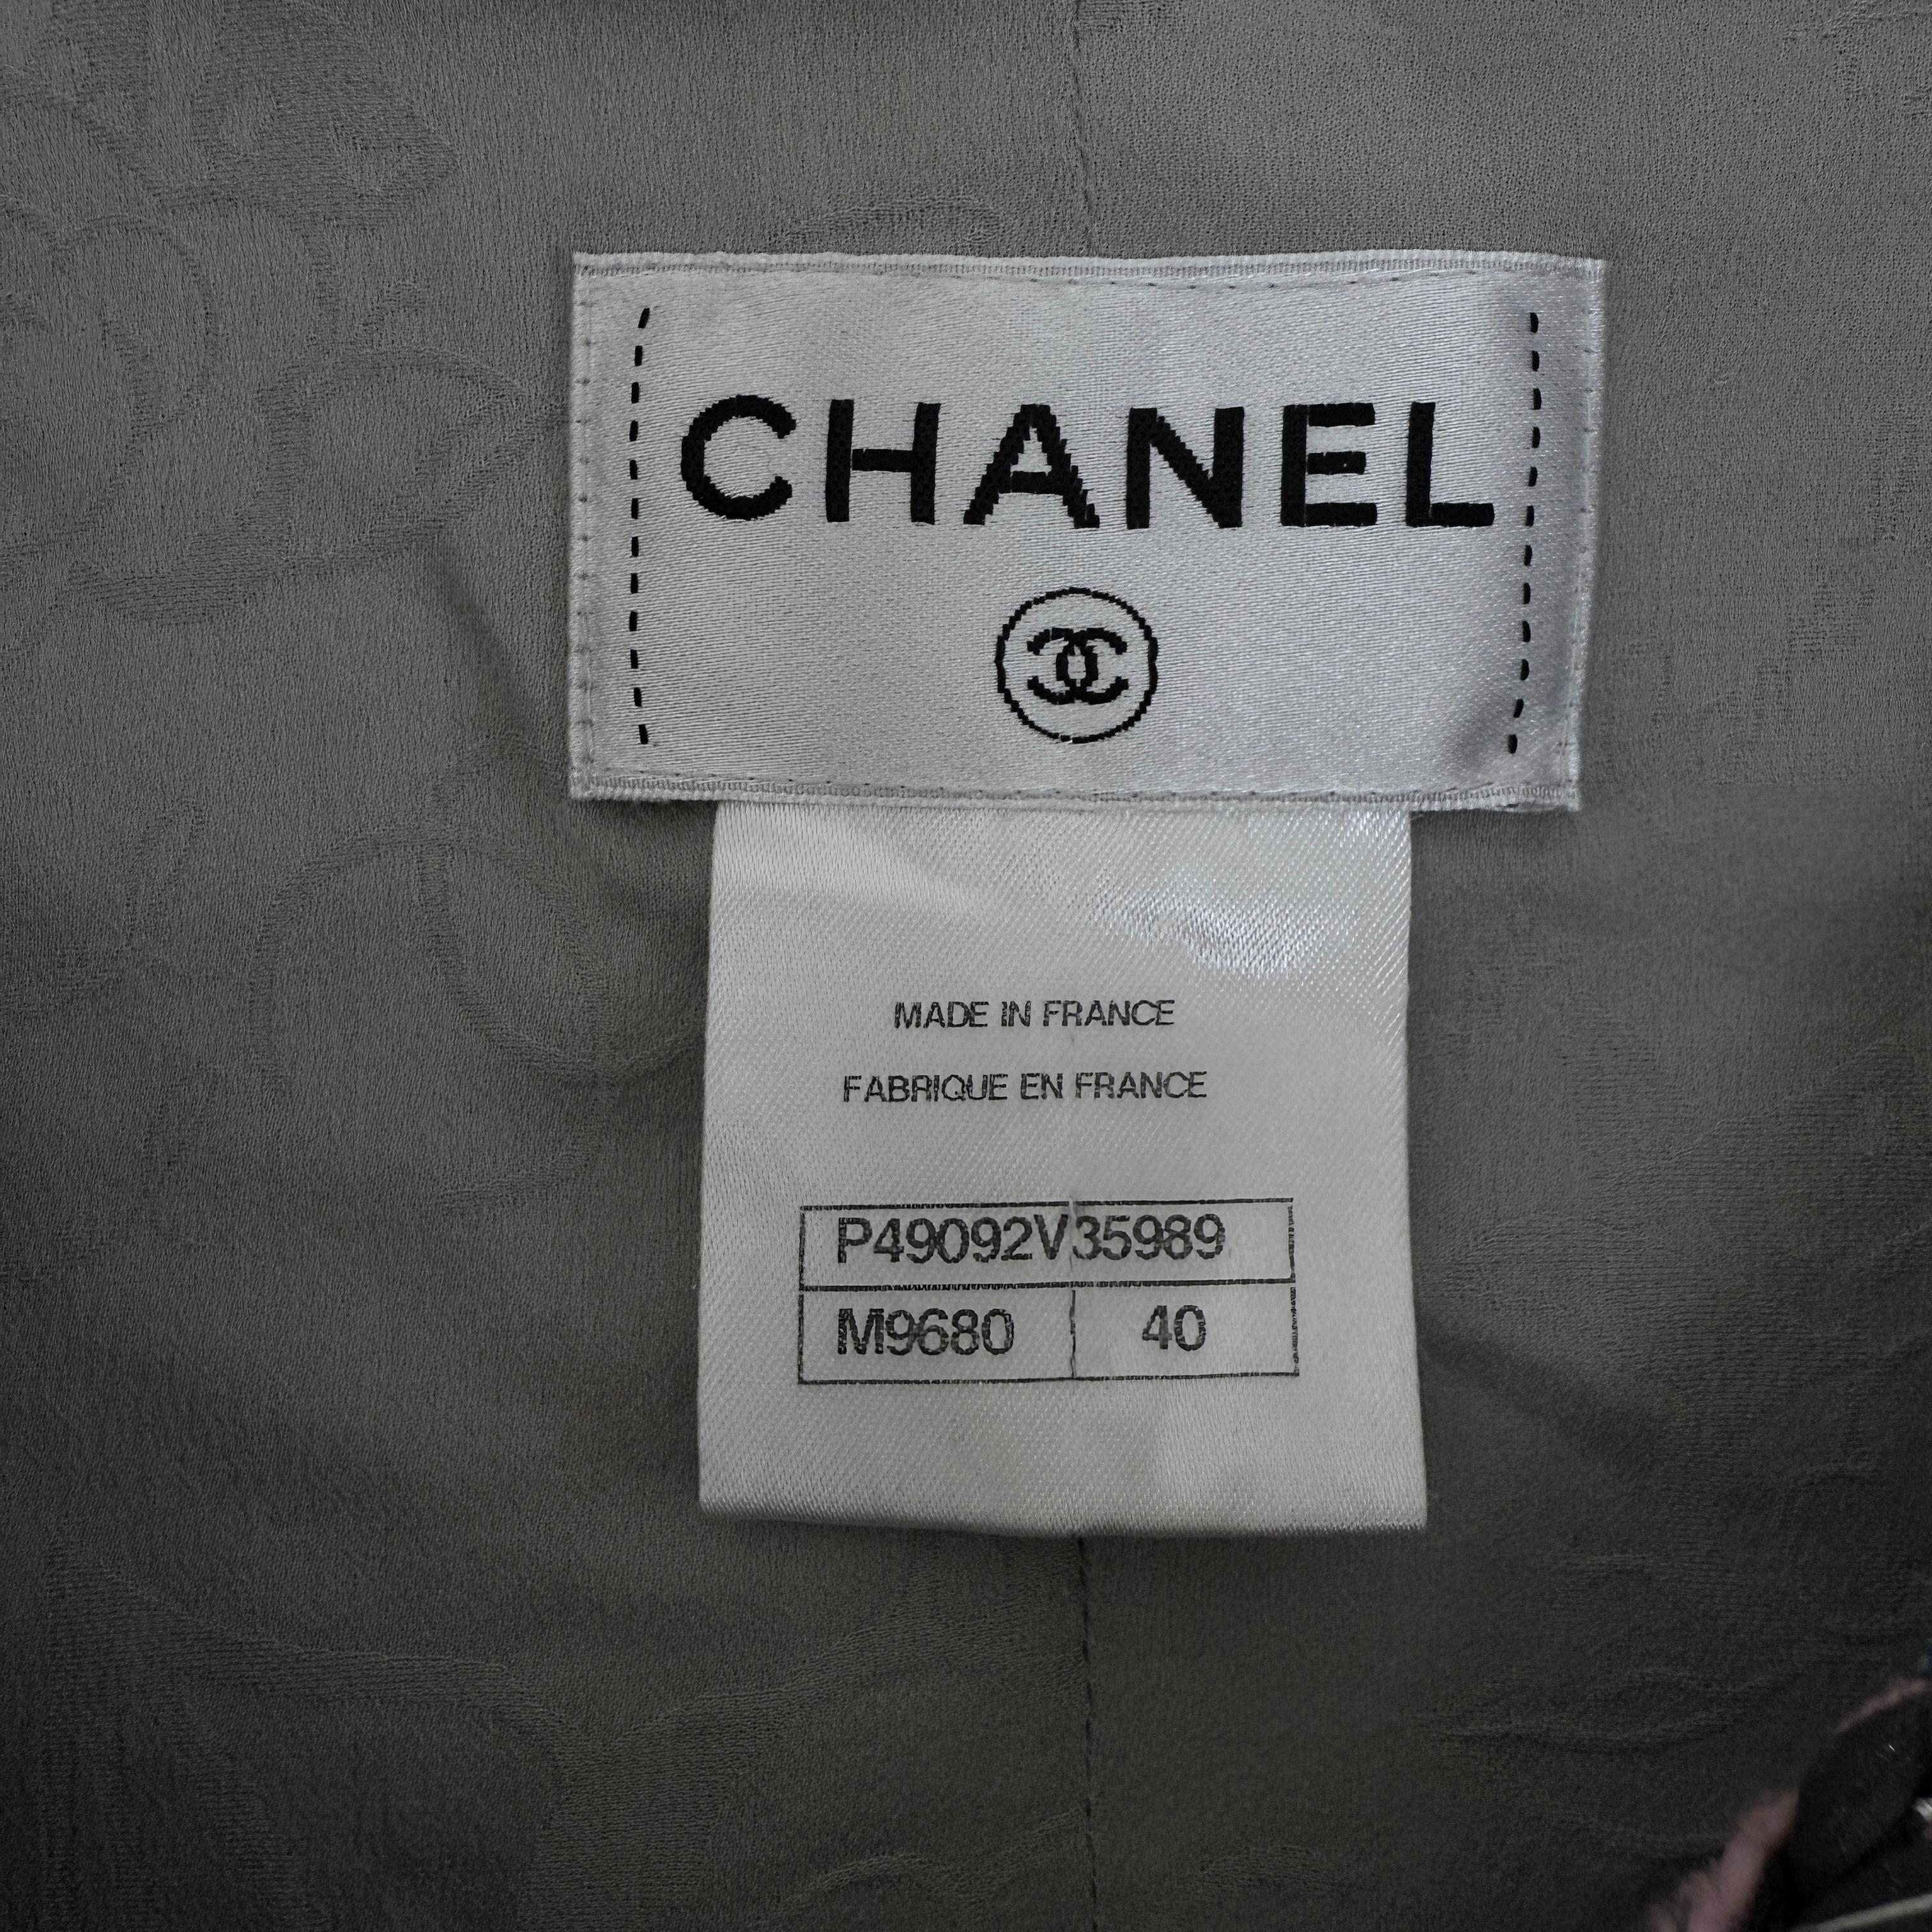 CHANEL
MADE IN FRANCE
FABRIQUE EN FRANCE
P49092V35989
M9680 40